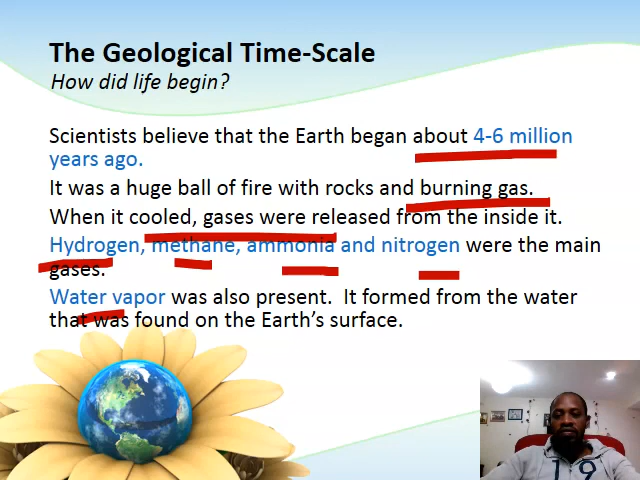 The Geological Time-Scale
How did life begin?
Scientists believe that the Earth began about 4-6 million
years ago.
It was a huge ball of fire with rocks and burning gas.
When it cooled, gases were released from the inside it.
Hydrogen, methane, ammonia and nitrogen were the main
gases.
Water vapor was also present.  It formed from the water
that was found on the Earth's surface.
19